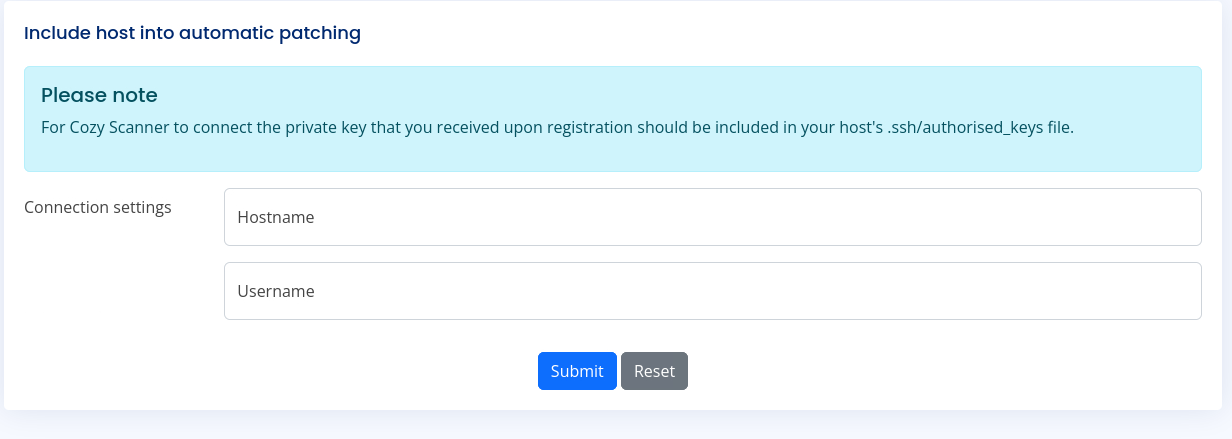 Include host into automatic patching
Please note
For Cozy Scanner to connect the private key that you received upon registration should be included in your host's .ssh/authorised_keys file.
Connection settings
Hostname
Username
Submit
Reset